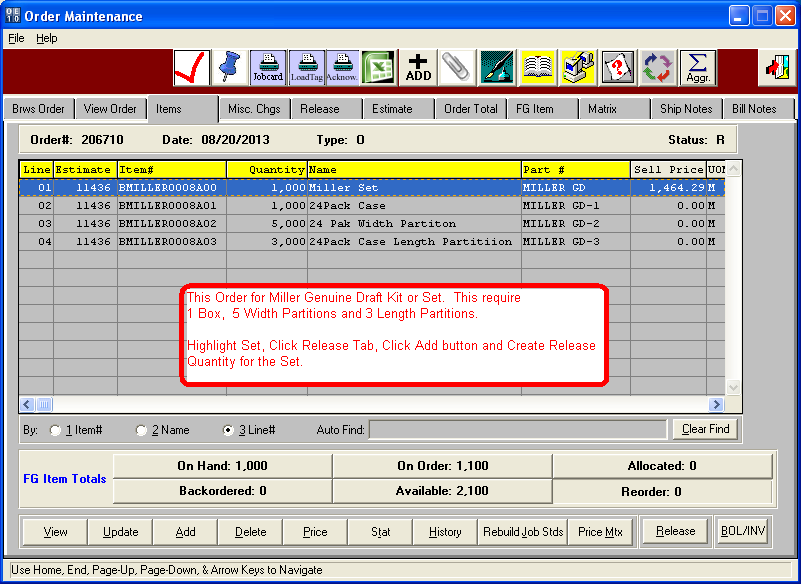 Order Maintenance
File Help
Jobcard LoadTag Acknow. ADD Aggr.
Brws Order View Order Items Misc. Chgs Release Estimate Order Total FG Item Matrix Ship Notes Bill Notes
Order#: 206710 Date: 08/20/2013 Type: O Status: R
Line Estimate Item# Quantity Name Part # Sell Price UOM
01 11436 BMILLER0008A00 1,000 Miller Set MILLER GD 1,464.29 M
02 11436 BMILLER0008A01 1,000 24Pack Case MILLER GD-1 0.00 M
03 11436 BMILLER0008A02 5,000 24 Pak Width Partiton MILLER GD-2 0.00 M
04 11436 BMILLER0008A03 3,000 24Pack Case Length Partitiion MILLER GD-3 0.00 M
This Order for Miller Genuine Draft Kit or Set. This require
1 Box, 5 Width Partitions and 3 Length Partitions.
Highlight Set, Click Release Tab, Click Add button and Create Release
Quantity for the Set.
By: 1 Item# 2 Name 3 Line# Auto Find: Clear Find
FG Item Totals
On Hand: 1,000 On Order: 1,100 Allocated: 0
Backordered: 0 Available: 2,100 Reorder: 0
View Update Add Delete Price Stat History Rebuild Job Stds Price Mtx Release BOL/INV
Use Home, End, Page-Up, Page-Down, & Arrow Keys to Navigate